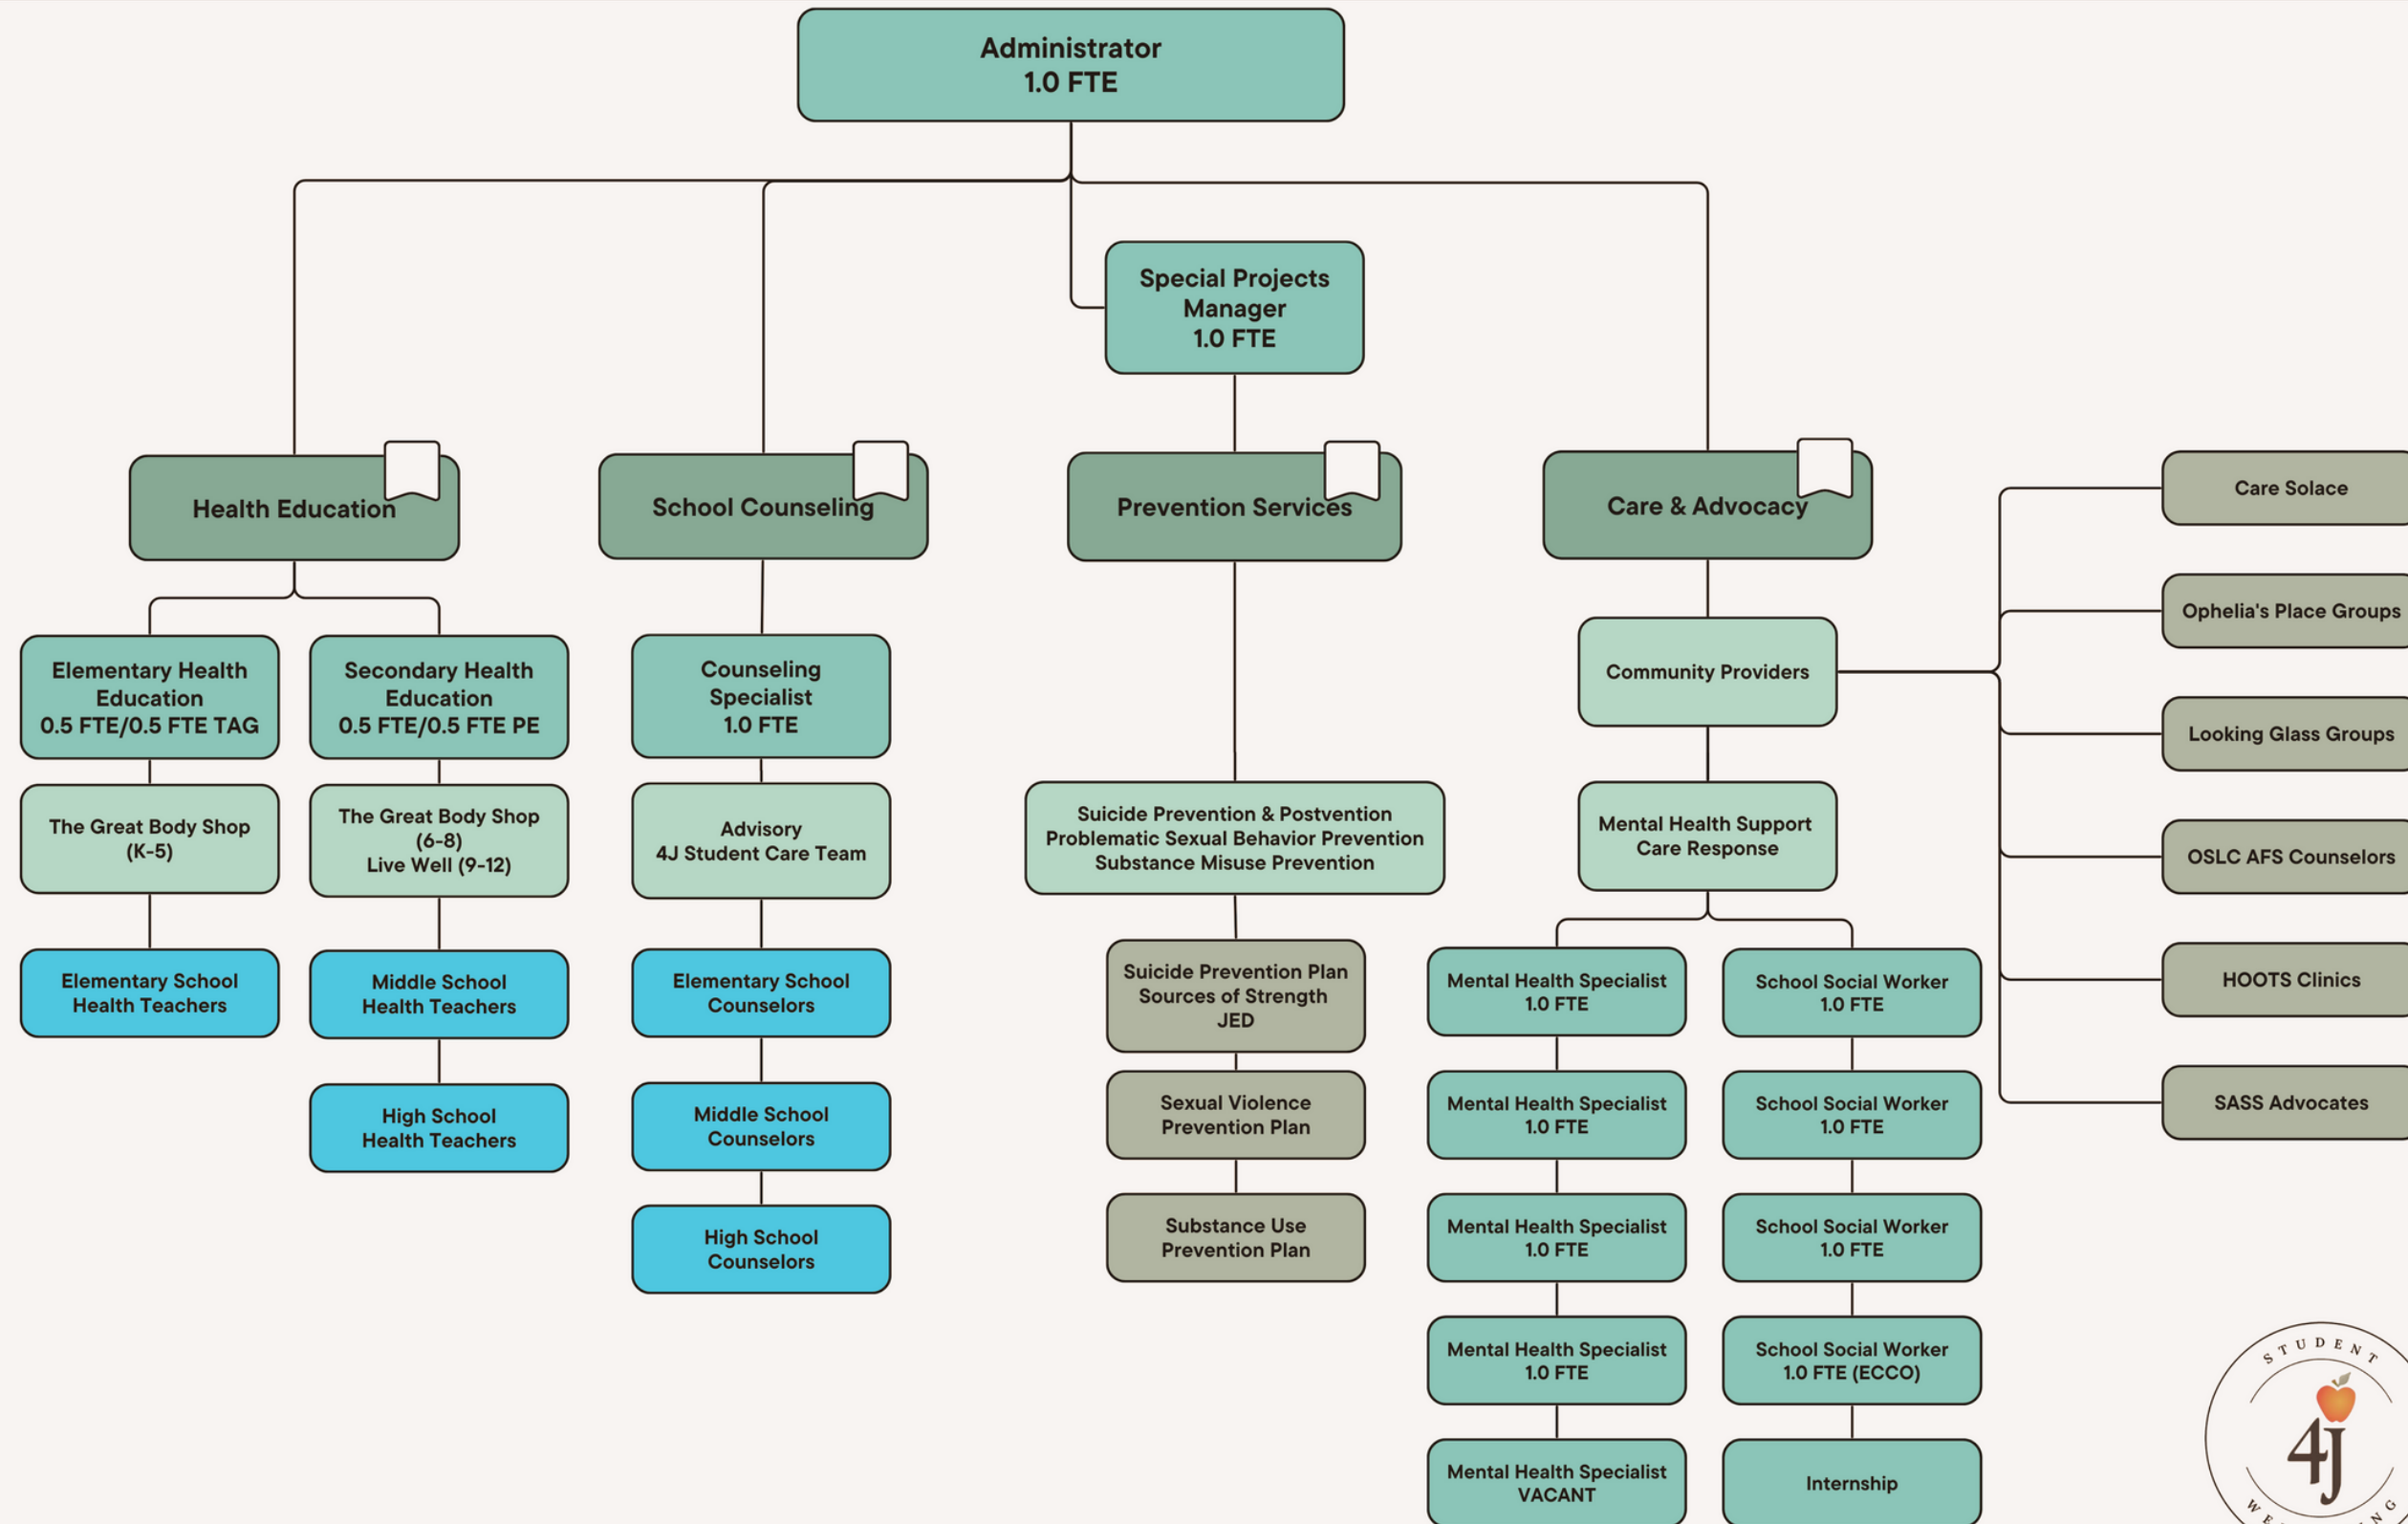 Administrator
1.0 FTE
Special Projects
Manager
1.0 FTE
Health Education
School Counseling
Prevention Services
Care & Advocacy
Elementary Health
Education
0.5 FTE/0.5 FTE TAG
Secondary Health
Education
0.5 FTE/0.5 FTE PE
Counseling
Specialist
1.0 FTE
The Great Body Shop
(K-5)
The Great Body Shop
(6-8)
Live Well (9-12)
Advisory
4J Student Care Team
Elementary School
Health Teachers
Middle School
Health Teachers
High School
Health Teachers
Elementary School
Counselors
Middle School
Counselors
High School
Counselors
Suicide Prevention & Postvention
Problematic Sexual Behavior Prevention
Substance Misuse Prevention
Suicide Prevention Plan
Sources of Strength
JED
Sexual Violence
Prevention Plan
Substance Use
Prevention Plan
Community Providers
Mental Health Support
Care Response
Mental Health Specialist
1.0 FTE
Mental Health Specialist
1.0 FTE
Mental Health Specialist
1.0 FTE
Mental Health Specialist
1.0 FTE
Mental Health Specialist
VACANT
School Social Worker
1.0 FTE
School Social Worker
1.0 FTE
School Social Worker
1.0 FTE
School Social Worker
1.0 FTE (ECCO)
Internship
Care Solace
Ophelia's Place Groups
Looking Glass Groups
OSLC AFS Counselors
HOOTS Clinics
SASS Advocates
STUDENT
4J